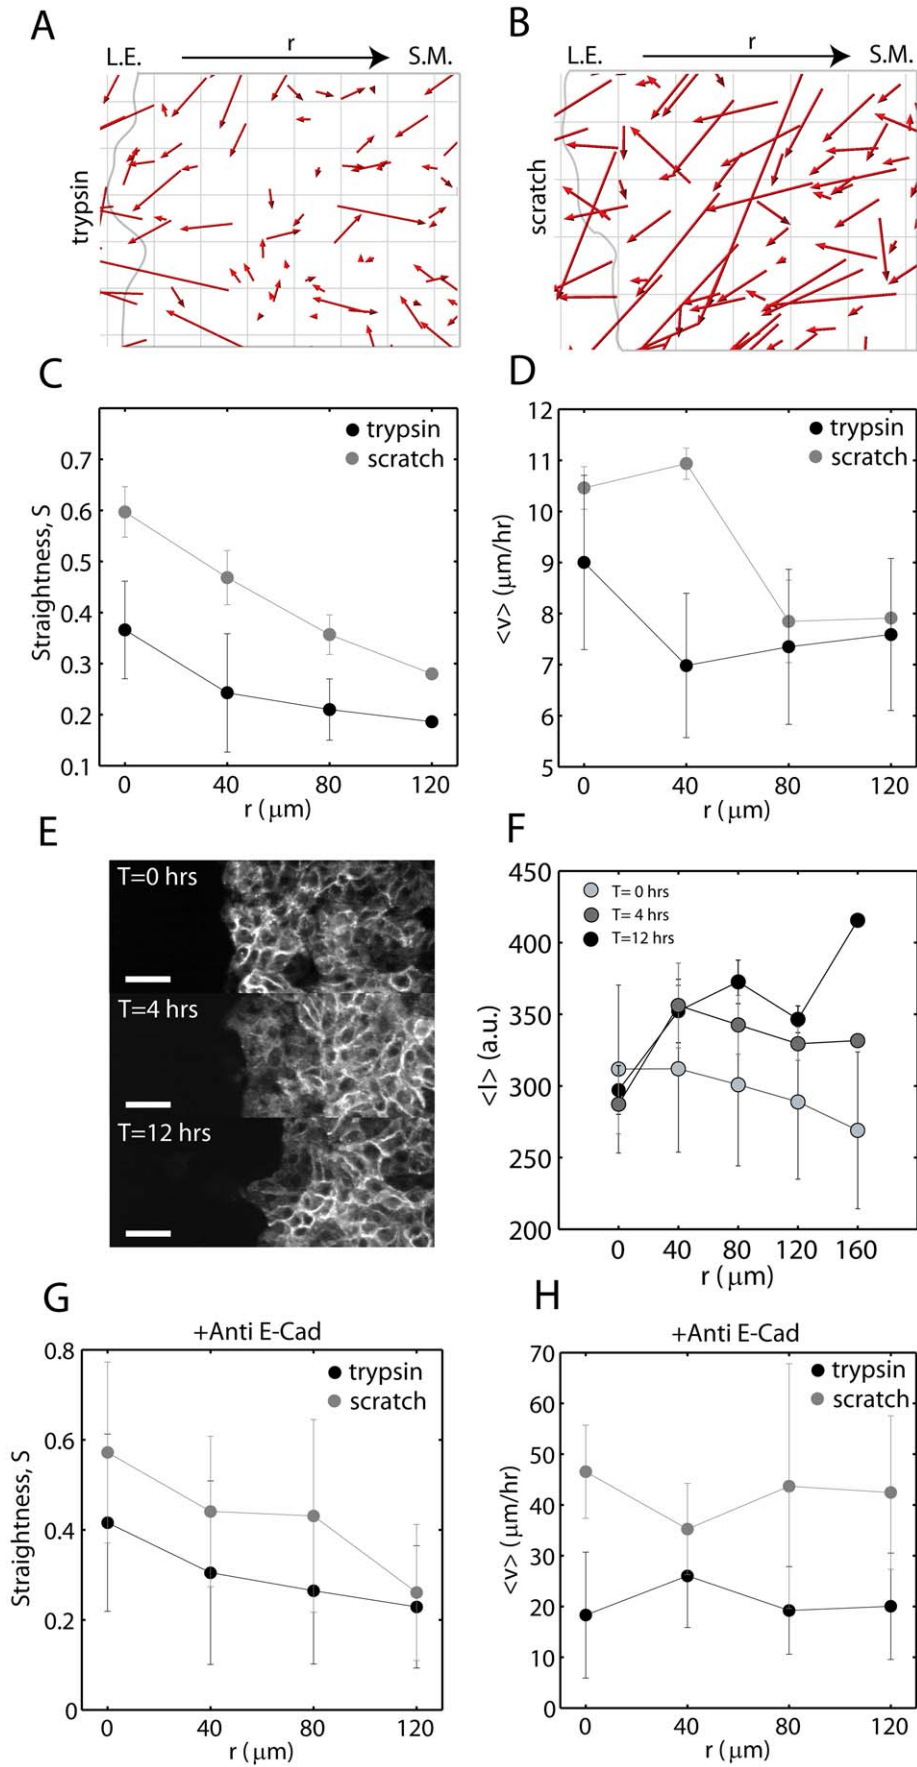 A
L.E.
r
S.M.
trypsin
B
L.E.
r
S.M.
scratch
C
0.7
0.6
0.5
0.4
0.3
0.2
0.1
Straightness, S
trypsin
scratch
0 40 80 120
r (μm)
D
12
11
10
9
8
7
6
5
<v> (μm/hr)
trypsin
scratch
0 40 80 120
r (μm)
E
T=0 hrs
T=4 hrs
T=12 hrs
F
450
400
350
300
250
200
<I> (a.u.)
T= 0 hrs
T= 4 hrs
T=12 hrs
0 40 80 120 160
r (μm)
G
+Anti E-Cad
0.8
0.6
0.4
0.2
0
Straightness, S
trypsin
scratch
0 40 80 120
r (μm)
H
+Anti E-Cad
70
60
50
40
30
20
10
0
<v> (μm/hr)
trypsin
scratch
0 40 80 120
r (μm)